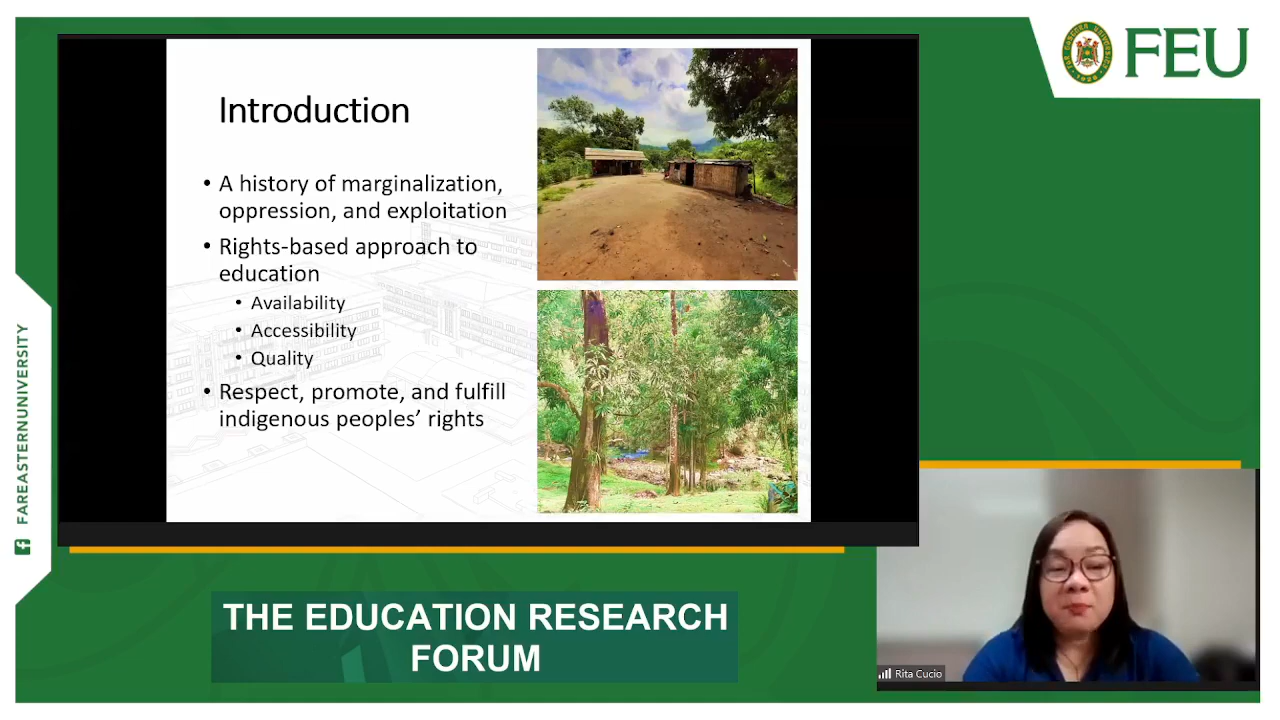 FEU
Introduction
• A history of marginalization,
oppression, and exploitation
• Rights-based approach to
education
• Availability
• Accessibility
• Quality
• Respect, promote, and fulfill
indigenous peoples’ rights
FAREASTERNUNIVERSITY
THE EDUCATION RESEARCH
FORUM
Rita Cucio